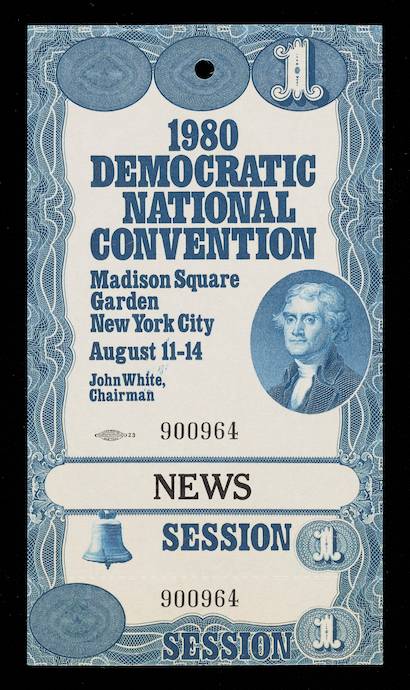 1
1980
DEMOCRATIC
NATIONAL
CONVENTION
Madison Square
Garden
New York City
August 11-14
John White,
Chairman
23 900964
NEWS
SESSION 1
900964
SESSION 1